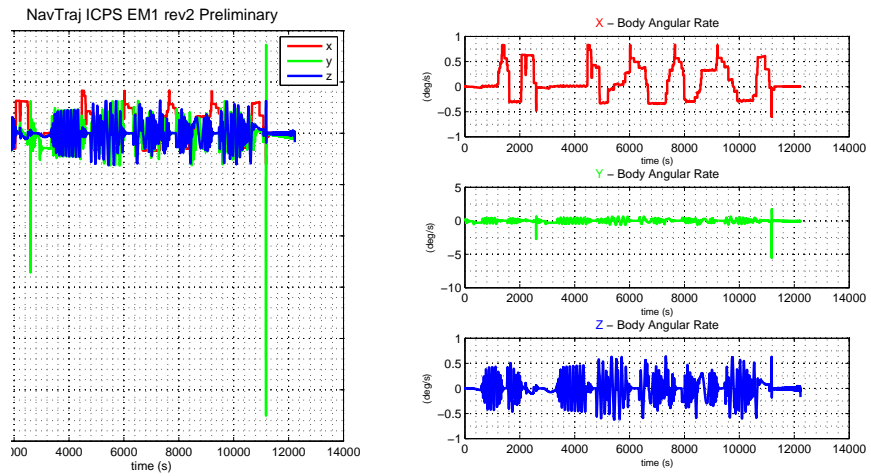 NavTraj ICPS EM1 rev2 Preliminary
x
y
z
000 4000 6000 8000 10000 12000 14000
time (s)
X − Body Angular Rate
(deg/s)
1
0.5
0
−0.5
−1
0 2000 4000 6000 8000 10000 12000 14000
time (s)
Y − Body Angular Rate
(deg/s)
5
0
−5
−10
0 2000 4000 6000 8000 10000 12000 14000
time (s)
Z − Body Angular Rate
(deg/s)
1
0.5
0
−0.5
−1
0 2000 4000 6000 8000 10000 12000 14000
time (s)